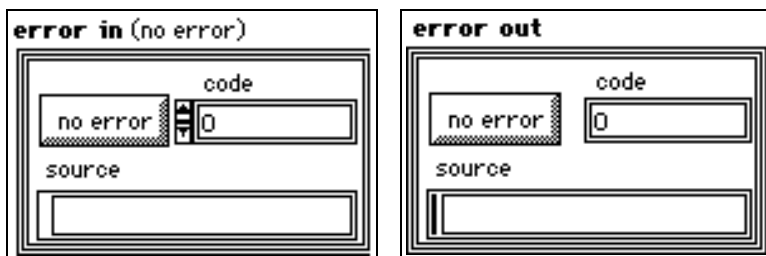 error in (no error)
code
no error 0
source
error out
code
no error 0
source